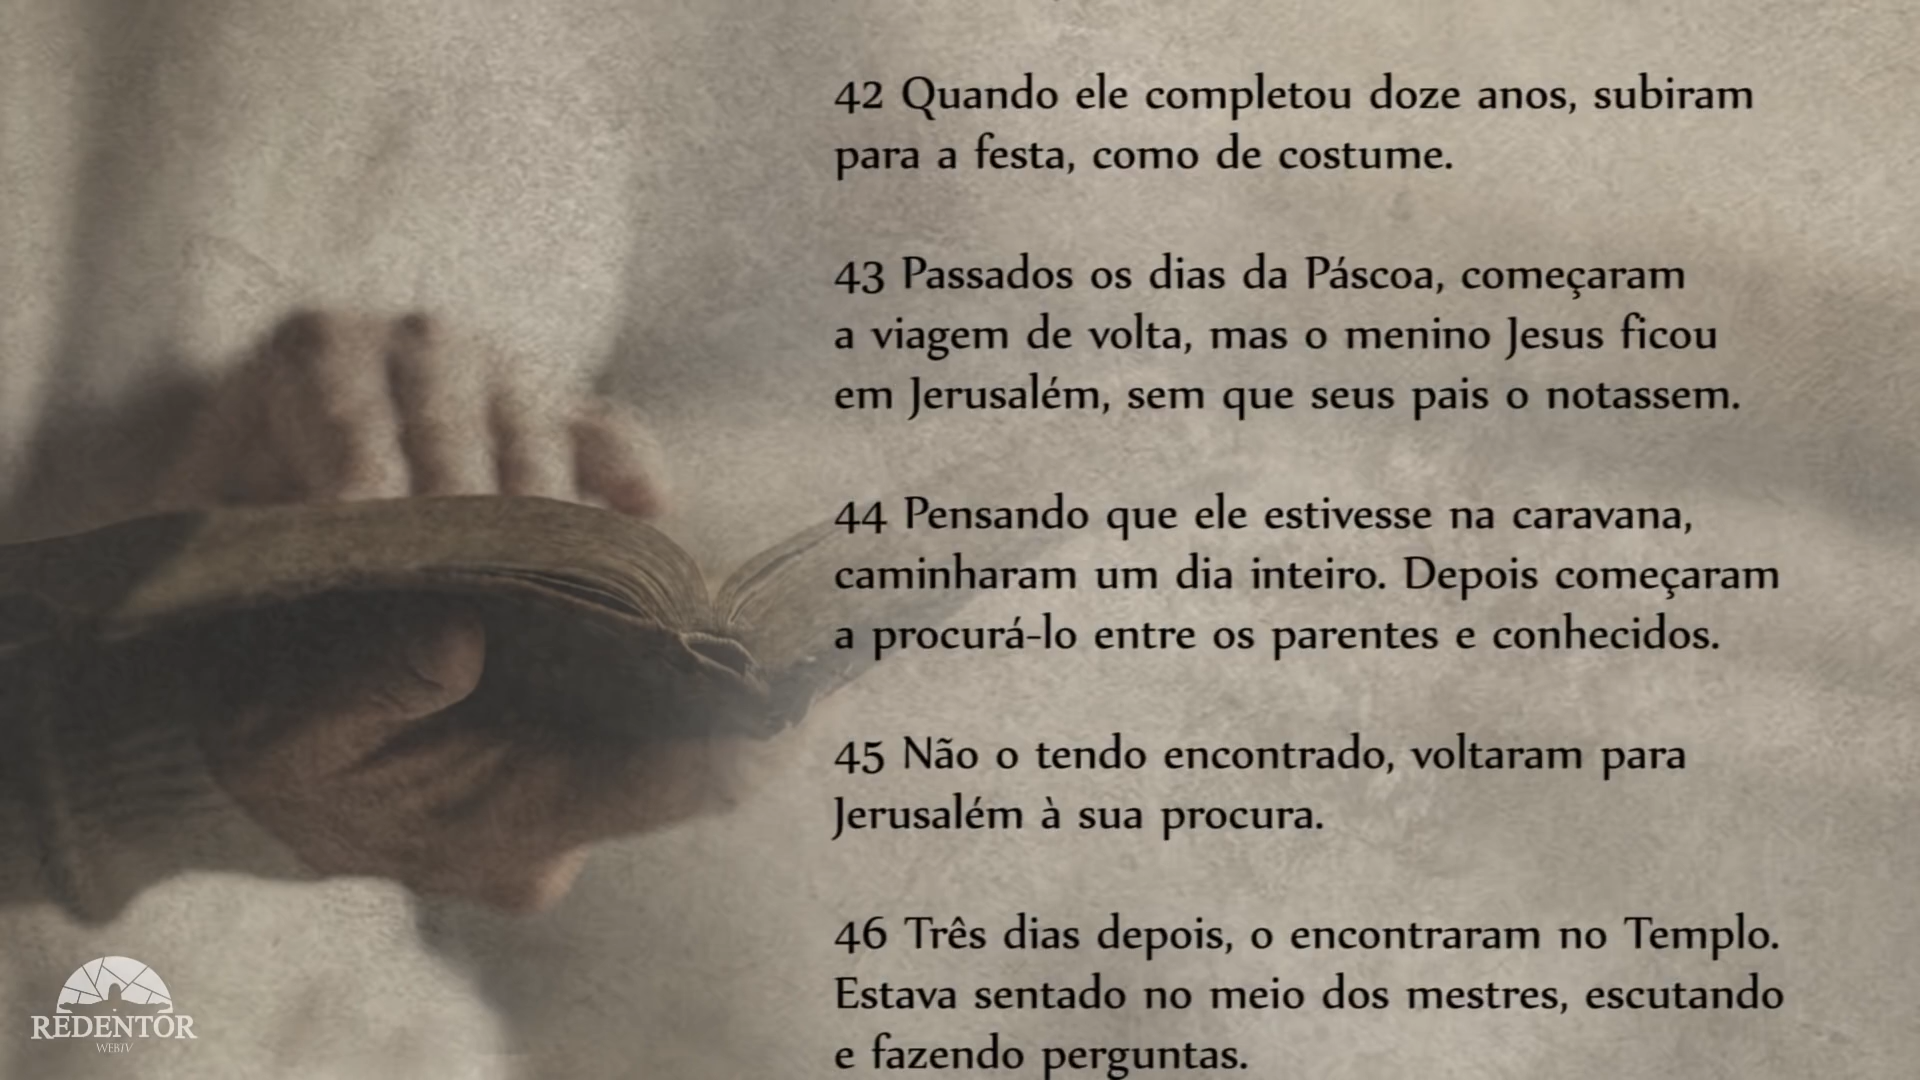 42 Quando ele completou doze anos, subiram
para a festa, como de costume.
43 Passados os dias da Páscoa, começaram
a viagem de volta, mas o menino Jesus ficou
em Jerusalém, sem que seus pais o notassem.
44 Pensando que ele estivesse na caravana,
caminharam um dia inteiro. Depois começaram
a procurá-lo entre os parentes e conhecidos.
45 Não o tendo encontrado, voltaram para
Jerusalém à sua procura.
46 Três dias depois, o encontraram no Templo.
Estava sentado no meio dos mestres, escutando
e fazendo perguntas.
REDENTOR
WEBTV